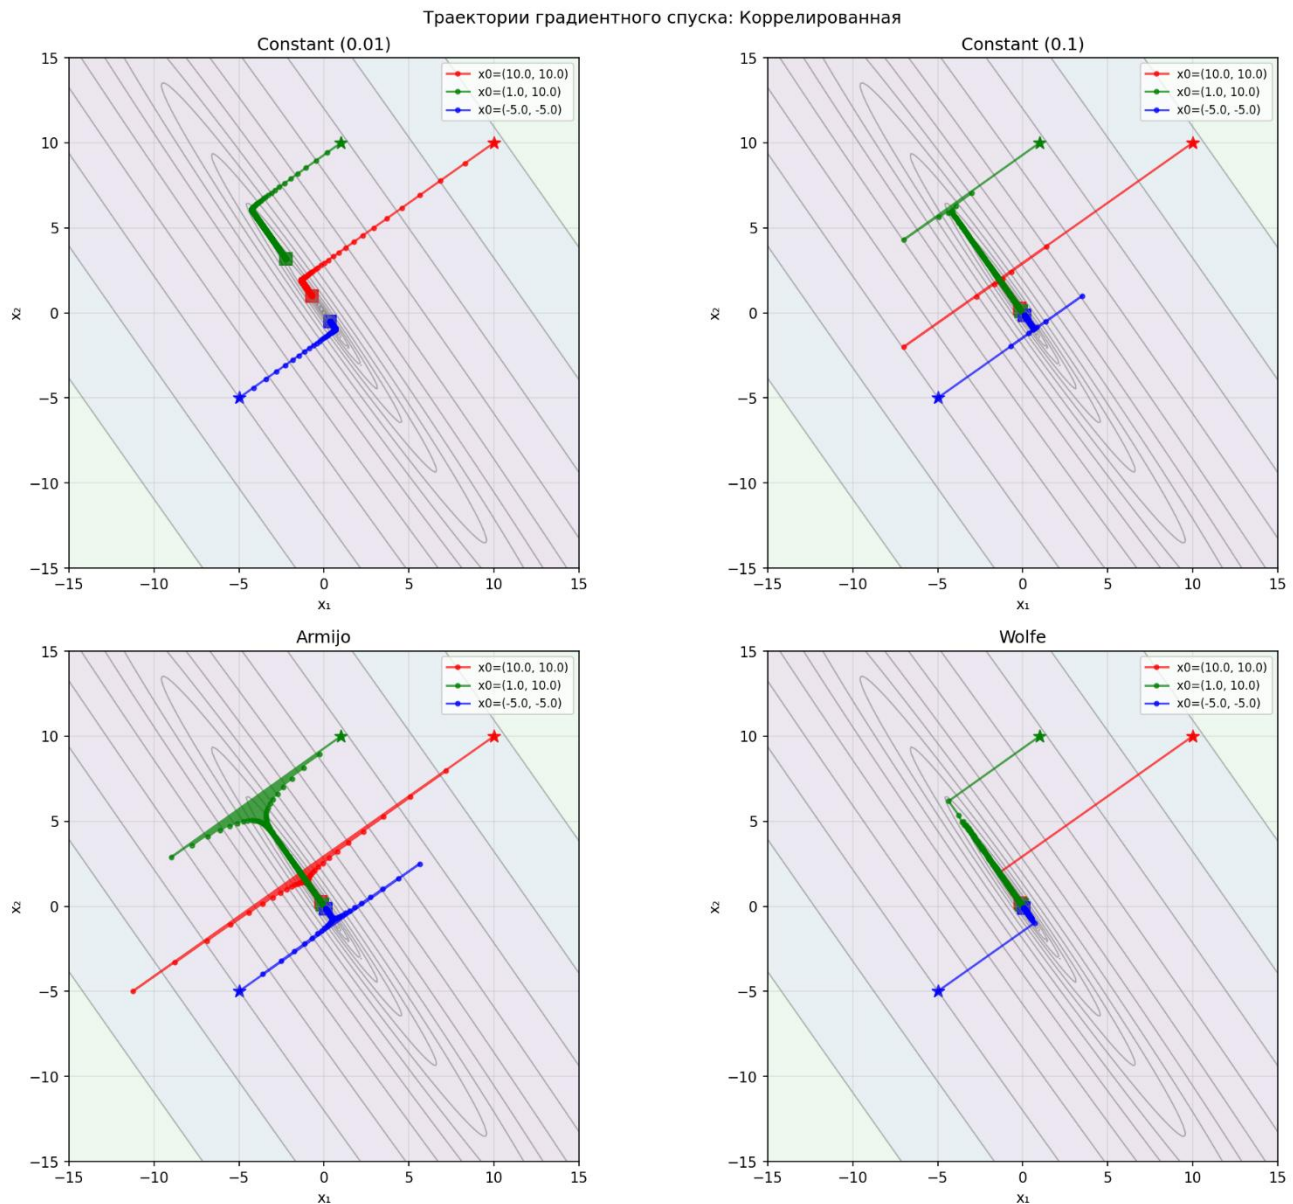 Траектории градиентного спуска: Коррелированная
Constant (0.01)
x0=(10.0, 10.0)
x0=(1.0, 10.0)
x0=(-5.0, -5.0)
15
10
5
0
−5
−10
−15
x₂
−15 −10 −5 0 5 10 15
x₁
Constant (0.1)
x0=(10.0, 10.0)
x0=(1.0, 10.0)
x0=(-5.0, -5.0)
15
10
5
0
−5
−10
−15
x₂
−15 −10 −5 0 5 10 15
x₁
Armijo
x0=(10.0, 10.0)
x0=(1.0, 10.0)
x0=(-5.0, -5.0)
15
10
5
0
−5
−10
−15
x₂
−15 −10 −5 0 5 10 15
x₁
Wolfe
x0=(10.0, 10.0)
x0=(1.0, 10.0)
x0=(-5.0, -5.0)
15
10
5
0
−5
−10
−15
x₂
−15 −10 −5 0 5 10 15
x₁